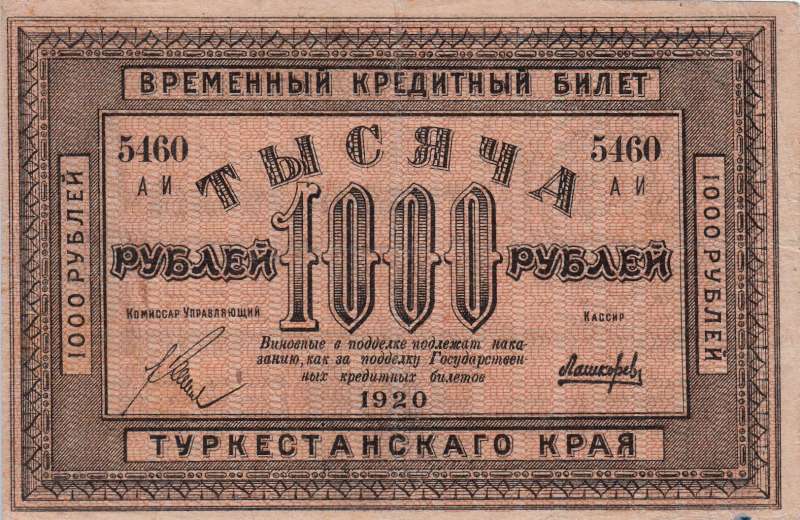 ВРЕМЕННЫЙ КРЕДИТНЫЙ БИЛЕТ
5460 5460
АИ АИ
ТЫСЯЧА
1000 РУБЛЕЙ
РУБЛЕЙ 1000 РУБЛЕЙ
1000 РУБЛЕЙ
Комиссар Управляющий Кассир
Виновные в подделке подлежат нака-
занию, как за подделку Государствен
ных кредитных билетов
Лашкорев
1920
ТУРКЕСТАНСКАГО КРАЯ